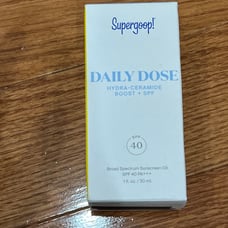 Supergoop!
DAILY DOSE
HYDRA-CERAMIDE
BOOST + SPF
SPF
40
Broad Spectrum Sunscreen Oil
SPF 40 PA+++
1 fl. oz. / 30 mL